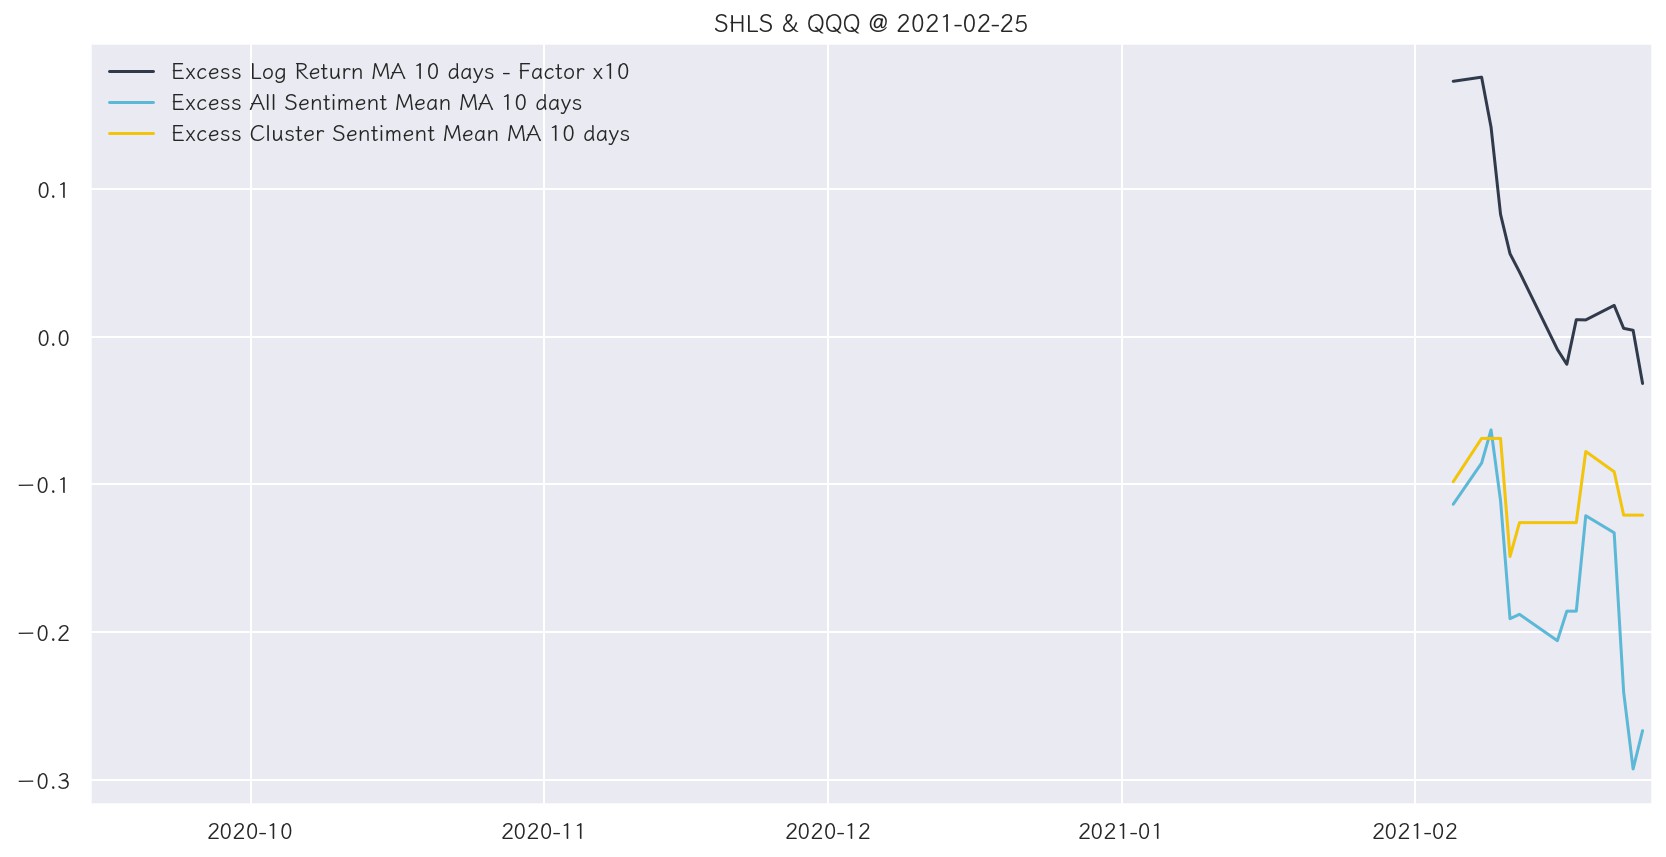 SHLS & QQQ @ 2021-02-25
Excess Log Return MA 10 days - Factor x10
Excess All Sentiment Mean MA 10 days
Excess Cluster Sentiment Mean MA 10 days
0.1
0.0
−0.1
−0.2
−0.3
2020-10 2020-11 2020-12 2021-01 2021-02